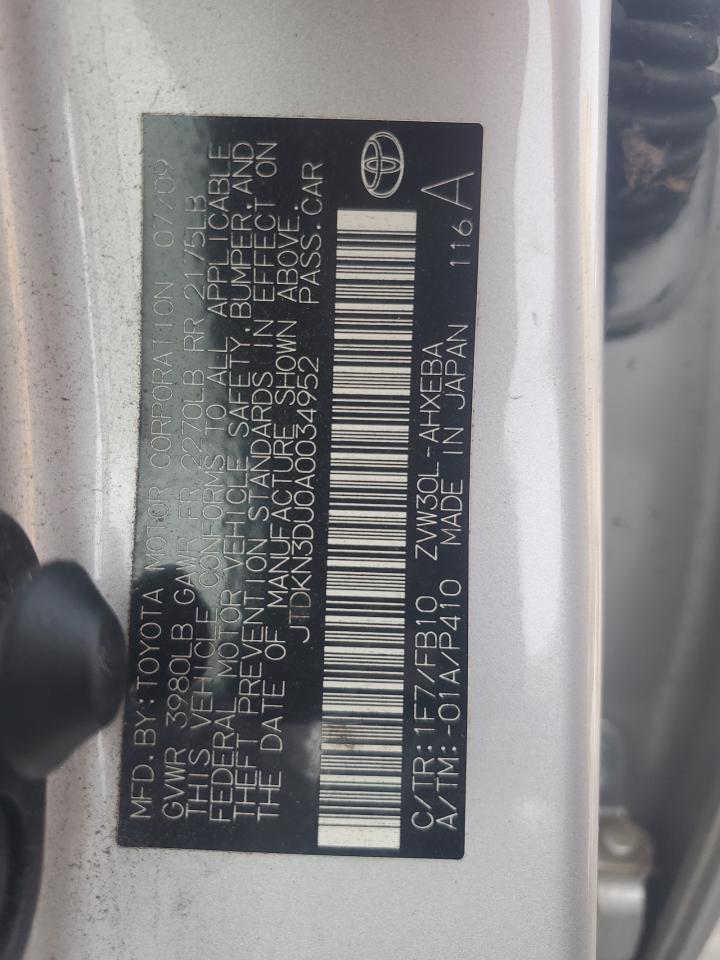 MFD. BY: TOYOTA MOTOR CORPORATION 07/09
GVWR 3980LB GAWR FR 2270LB RR 2175LB
THIS VEHICLE CONFORMS TO ALL APPLICABLE
FEDERAL MOTOR VEHICLE SAFETY, BUMPER, AND
THEFT PREVENTION STANDARDS IN EFFECT ON
THE DATE OF MANUFACTURE SHOWN ABOVE.
JTDKN3DU0A0034952 PASS. CAR
C/TR: 1F7/FB10 ZVW30L-AHXEBA
A/TM: -01A/P410 MADE IN JAPAN 116 A